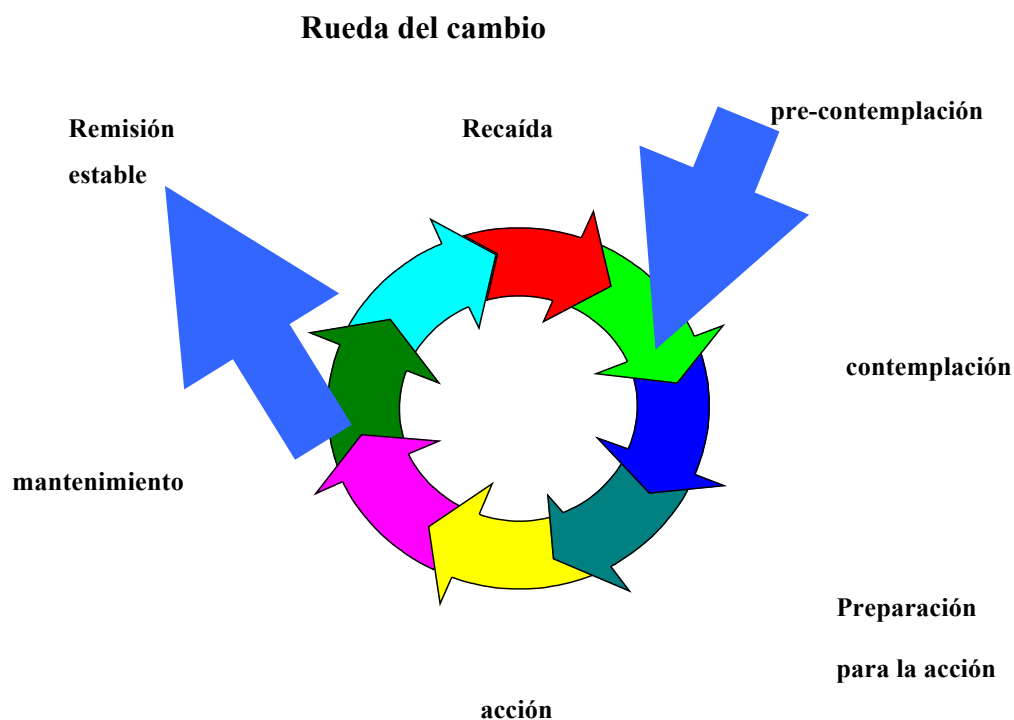 Rueda del cambio
Remisión
estable
Recaída
pre-contemplación
contemplación
mantenimiento
Preparación
para la acción
acción